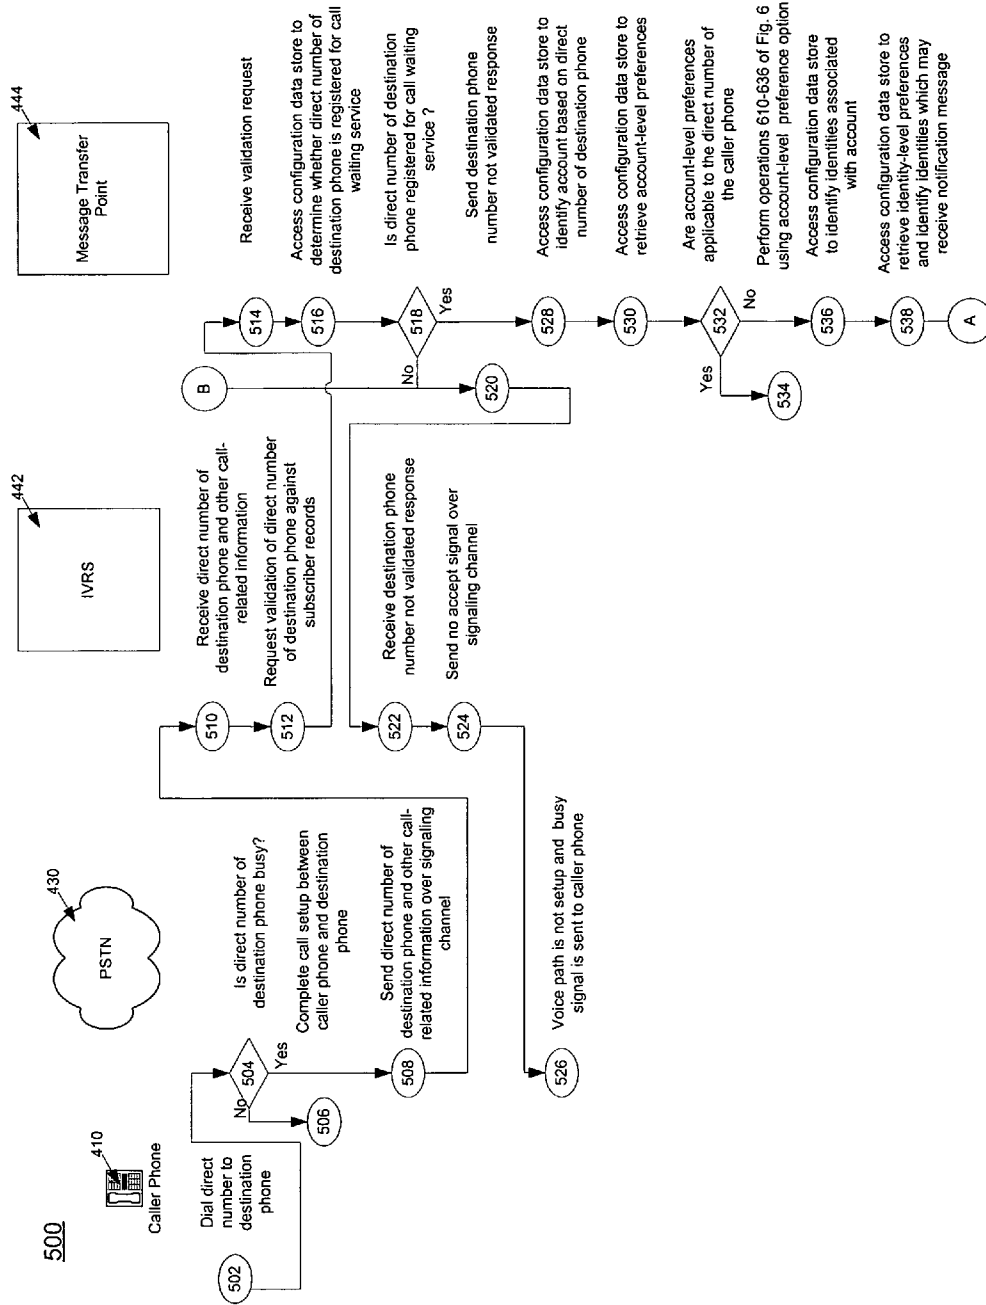 500
410
Caller Phone
430
PSTN
442
IVRS
444
Message Transfer
Point
502
Dial direct
number to
destination
phone
504
No
Yes
Is direct number of
destination phone busy?
506
Complete call setup between
caller phone and destination
phone
508
Send direct number of
destination phone and other call-
related information over signaling
channel
510
Receive direct number of
destination phone and other call-
related information
512
Request validation of direct number
of destination phone against
subscriber records
B
514
Receive validation request
516
Access configuration data store to
determine whether direct number of
destination phone is registered for call
waiting service
518
No
Yes
Is direct number of destination
phone registered for call waiting
service ?
520
Send destination phone
number not validated response
522
Receive destination phone
number not validated response
524
Send no accept signal over
signaling channel
526
Voice path is not setup and busy
signal is sent to caller phone
528
Access configuration data store to
identify account based on direct
number of destination phone
530
Access configuration data store to
retrieve account-level preferences
532
Yes
No
Are account-level preferences
applicable to the direct number of
the caller phone
534
Perform operations 610-636 of Fig. 6
using account-level preference option
536
Access configuration data store
to identify identities associated
with account
538
Access configuration data store to
retrieve identity-level preferences
and identify identities which may
receive notification message
A